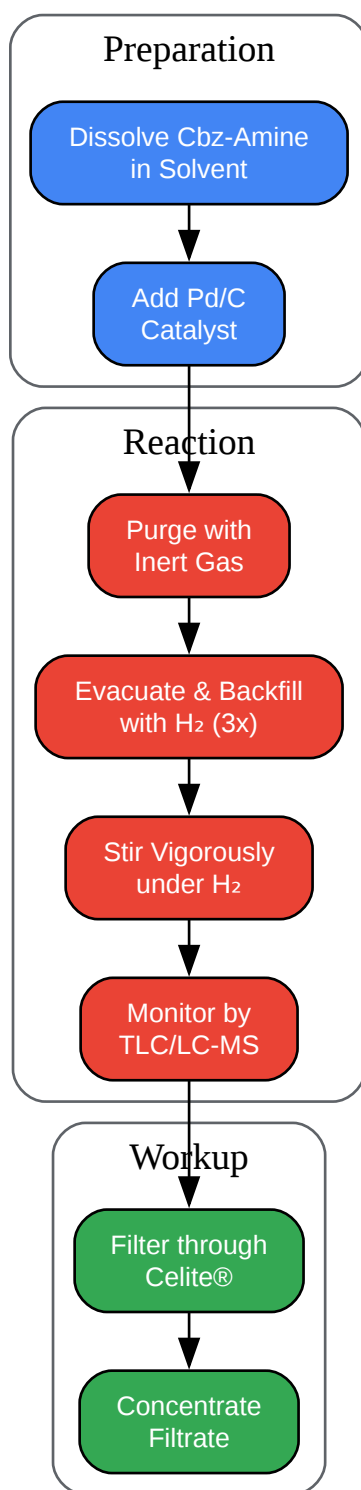 Preparation
Dissolve Cbz-Amine
in Solvent
Add Pd/C
Catalyst
Reaction
Purge with
Inert Gas
Evacuate & Backfill
with H₂ (3x)
Stir Vigorously
under H₂
Monitor by
TLC/LC-MS
Workup
Filter through
Celite®
Concentrate
Filtrate